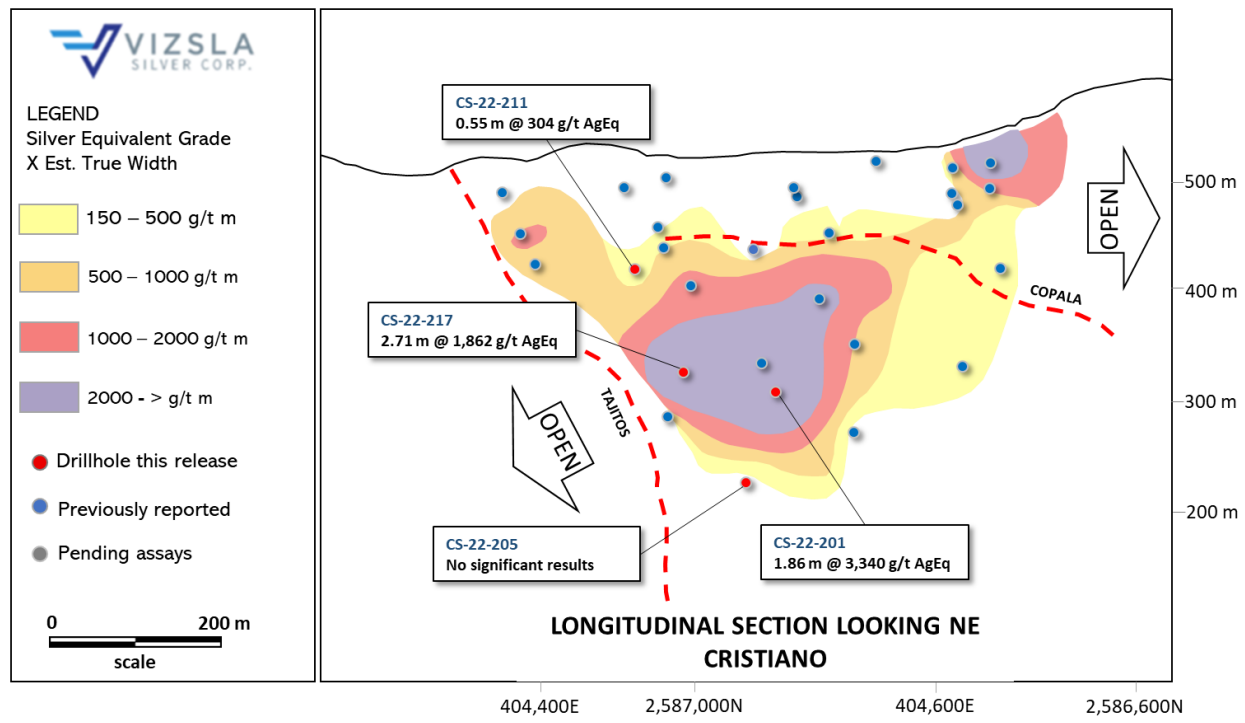 VIZSLA
SILVER CORP.
LEGEND
Silver Equivalent Grade
X Est. True Width
150 – 500 g/t m
500 – 1000 g/t m
1000 – 2000 g/t m
2000 - > g/t m
Drillhole this release
Previously reported
Pending assays
0 200 m
scale
CS-22-211
0.55 m @ 304 g/t AgEq
CS-22-217
2.71 m @ 1,862 g/t AgEq
CS-22-205
No significant results
CS-22-201
1.86 m @ 3,340 g/t AgEq
TAJITOS
COPALA
OPEN
OPEN
500 m
400 m
300 m
200 m
LONGITUDINAL SECTION LOOKING NE
CRISTIANO
404,400E 2,587,000N 404,600E 2,586,600N